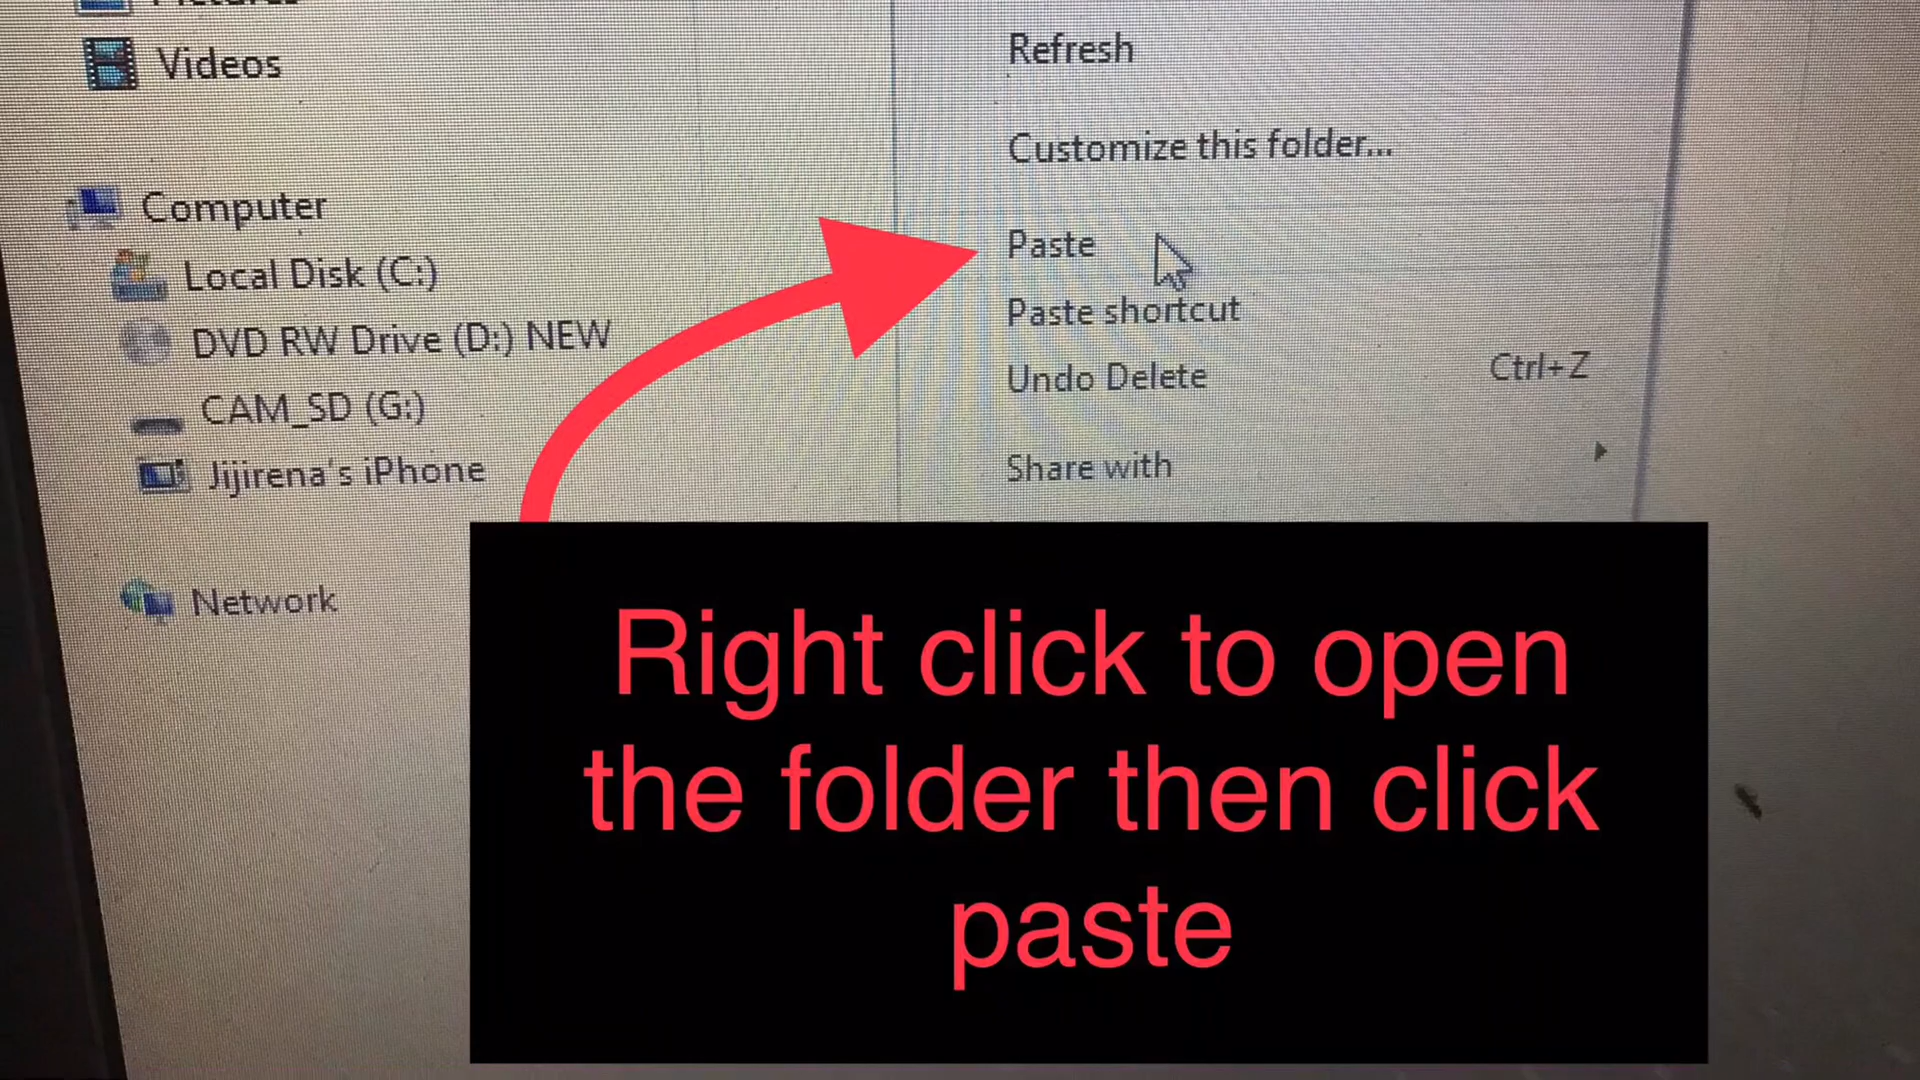 Videos
Computer
Local Disk (C:)
DVD RW Drive (D:) NEW
CAM_SD (G:)
Jijirena's iPhone
Network
Refresh
Customize this folder...
Paste
Paste shortcut
Undo Delete Ctrl+Z
Share with
Right click to open
the folder then click
paste